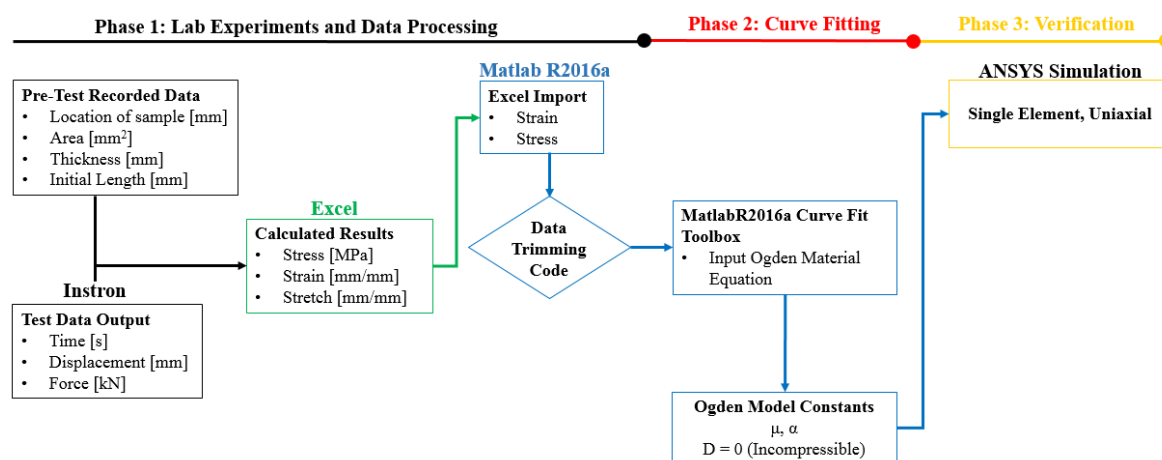 Phase 1: Lab Experiments and Data Processing
Phase 2: Curve Fitting
Phase 3: Verification
Pre-Test Recorded Data
• Location of sample [mm]
• Area [mm²]
• Thickness [mm]
• Initial Length [mm]
Instron
Test Data Output
• Time [s]
• Displacement [mm]
• Force [kN]
Excel
Calculated Results
• Stress [MPa]
• Strain [mm/mm]
• Stretch [mm/mm]
Matlab R2016a
Excel Import
• Strain
• Stress
Data
Trimming
Code
MatlabR2016a Curve Fit
Toolbox
• Input Ogden Material
Equation
Ogden Model Constants
μ, α
D = 0 (Incompressible)
ANSYS Simulation
Single Element, Uniaxial